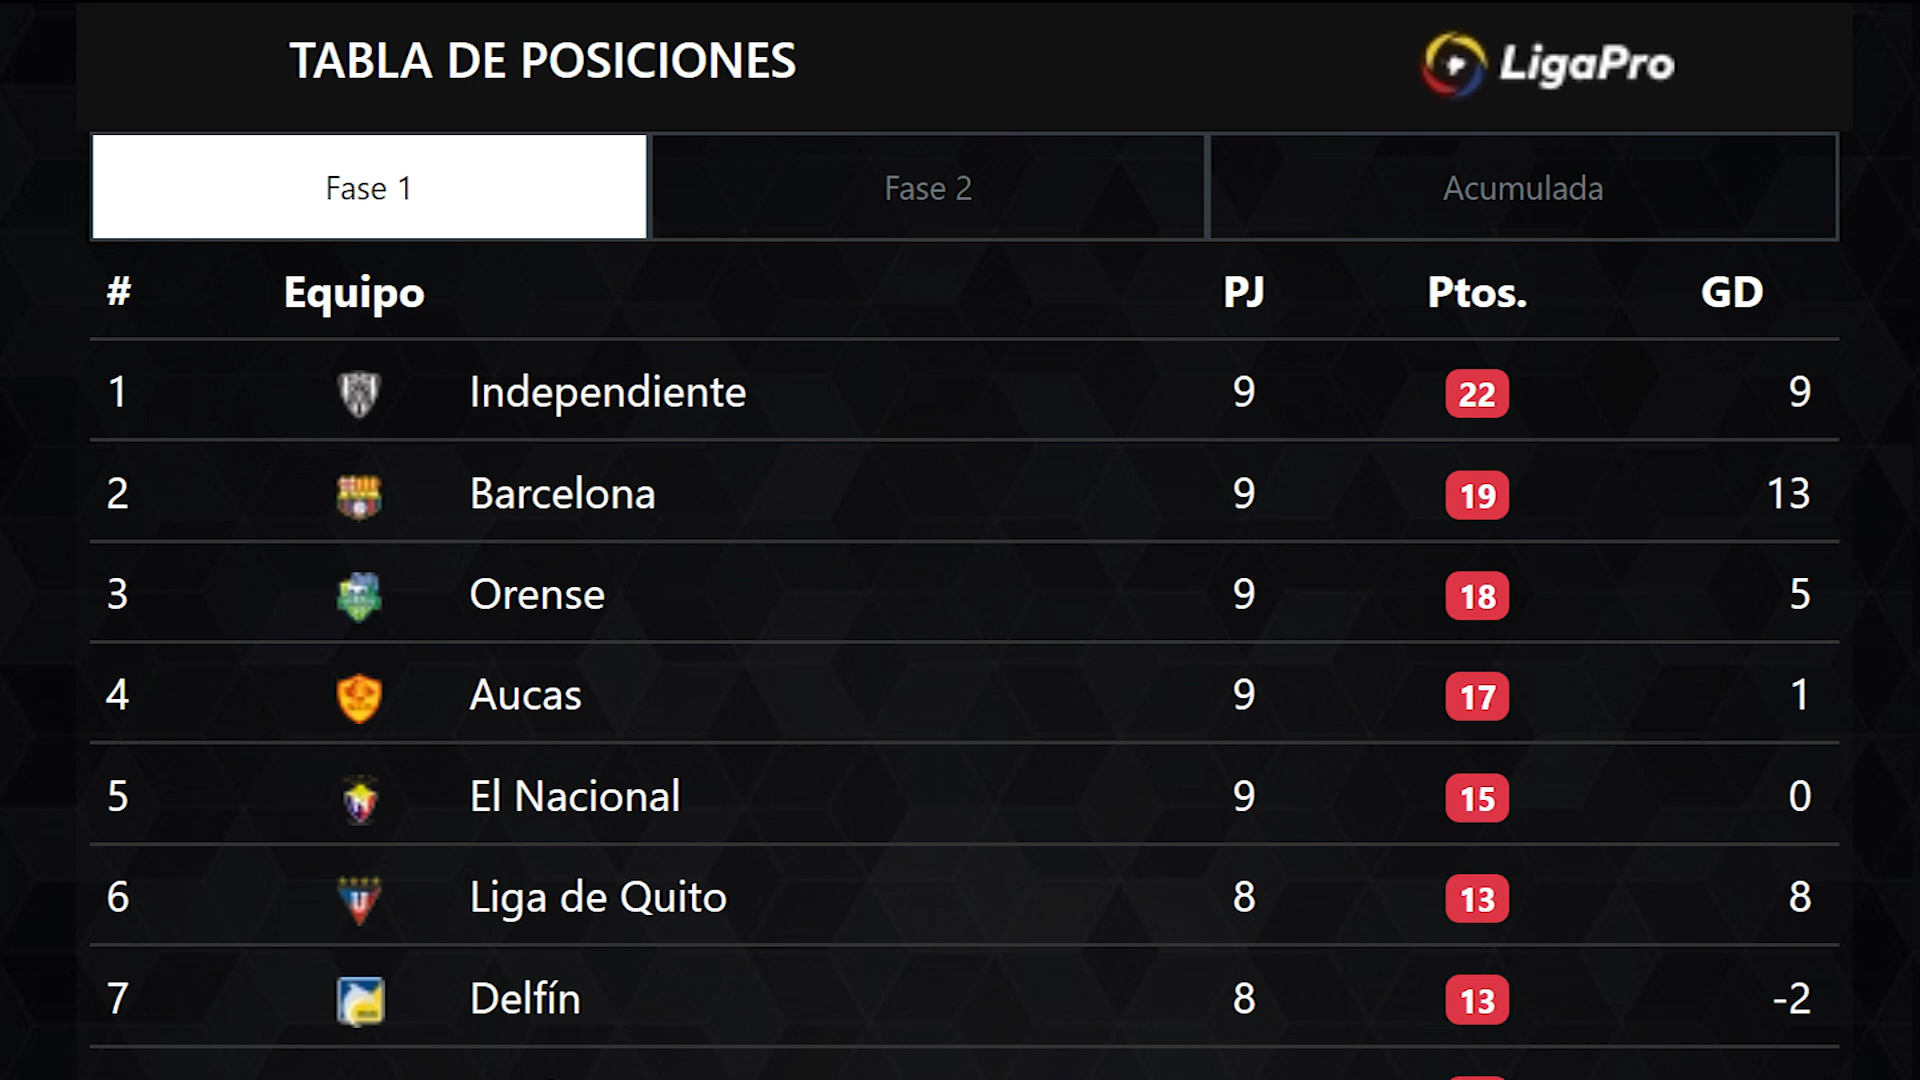 TABLA DE POSICIONES LigaPro
Fase 1 Fase 2 Acumulada
# Equipo PJ Ptos. GD
1 Independiente 9 22 9
2 Barcelona 9 19 13
3 Orense 9 18 5
4 Aucas 9 17 1
5 El Nacional 9 15 0
6 Liga de Quito 8 13 8
7 Delfín 8 13 -2